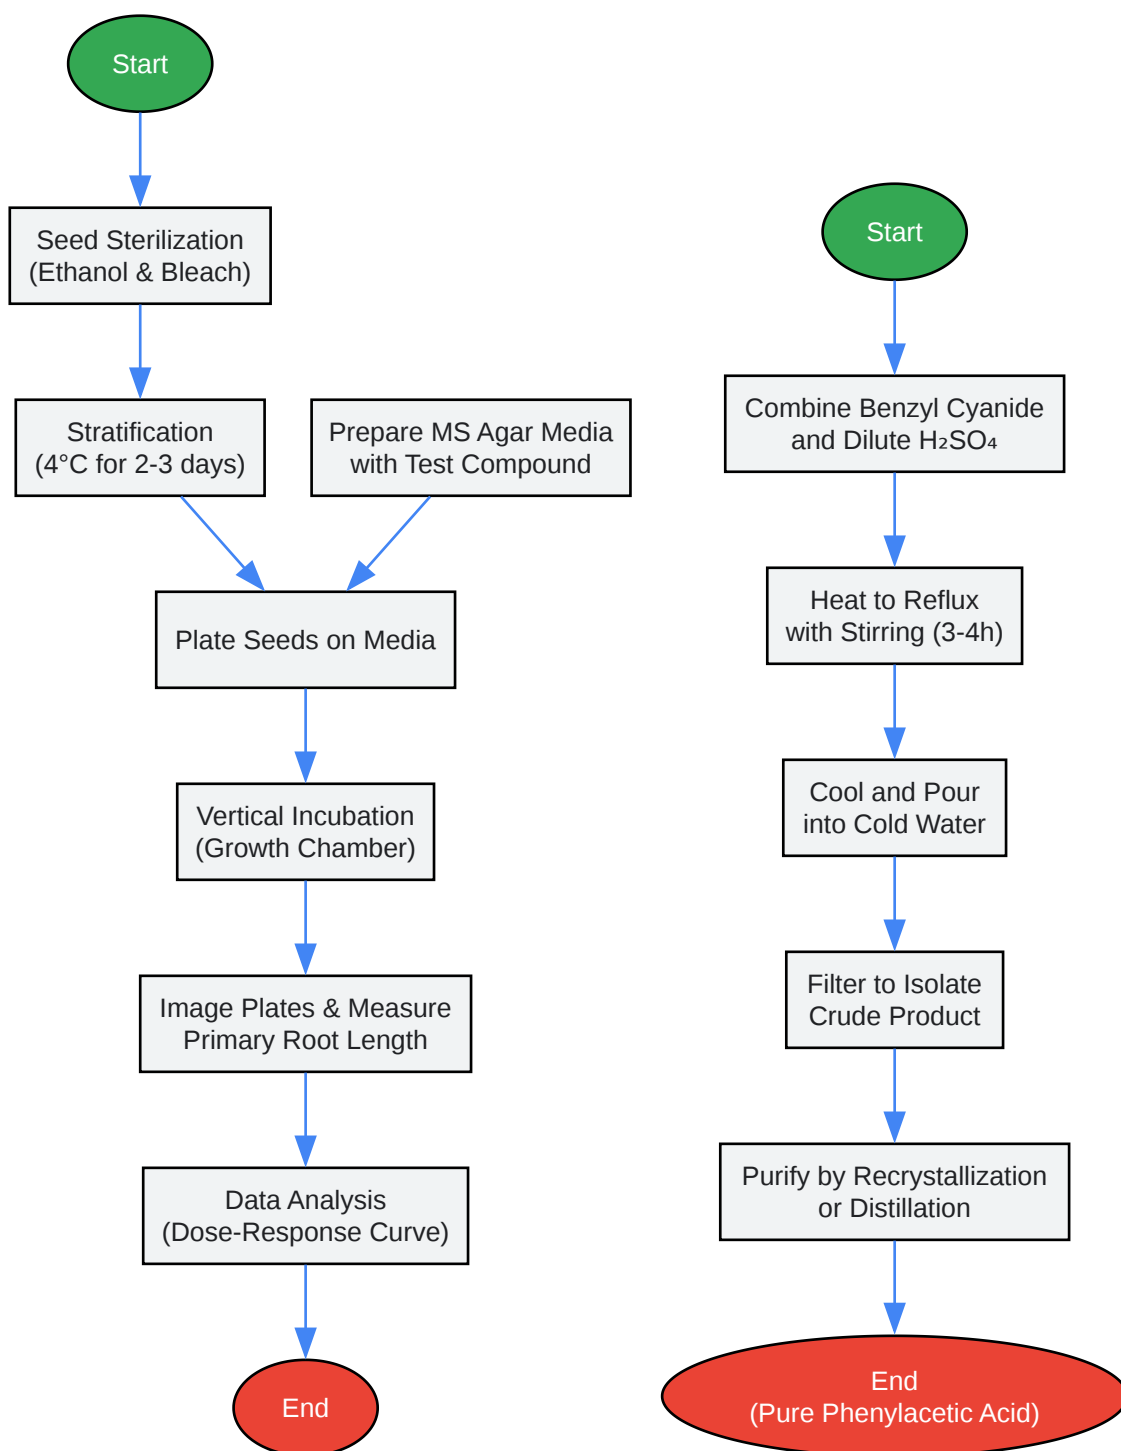 Start
Seed Sterilization
(Ethanol & Bleach)
Stratification
(4°C for 2-3 days)
Prepare MS Agar Media
with Test Compound
Plate Seeds on Media
Vertical Incubation
(Growth Chamber)
Image Plates & Measure
Primary Root Length
Data Analysis
(Dose-Response Curve)
End
Start
Combine Benzyl Cyanide
and Dilute H₂SO₄
Heat to Reflux
with Stirring (3-4h)
Cool and Pour
into Cold Water
Filter to Isolate
Crude Product
Purify by Recrystallization
or Distillation
End
(Pure Phenylacetic Acid)